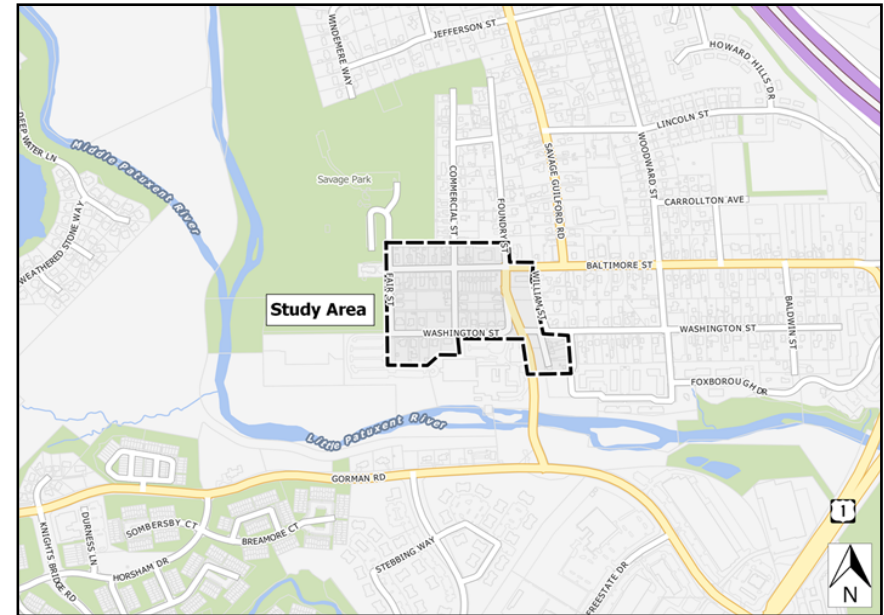 WINDEMERE WAY
JEFFERSON ST
HOWARD HILLS DR
LINCOLN ST
DEEP WATER LN
Middle Patuxent River
WEATHERED STONE WAY
Savage Park
COMMERCIAL ST
FOUNDRY ST
SAVAGE GUILFORD RD
WOODWARD ST
CARROLLTON AVE
BALTIMORE ST
FAIR ST
WILLIAM ST
Study Area
WASHINGTON ST
WASHINGTON ST
BALDWIN ST
FOXBOROUGH DR
Little Patuxent River
GORMAN RD
SOMBERSBY CT
BREAMORE CT
DURNESS LN
KNIGHTS BRIDGE RD
HORSHAM DR
STEBBING WAY
FREESTATE DR
1
N